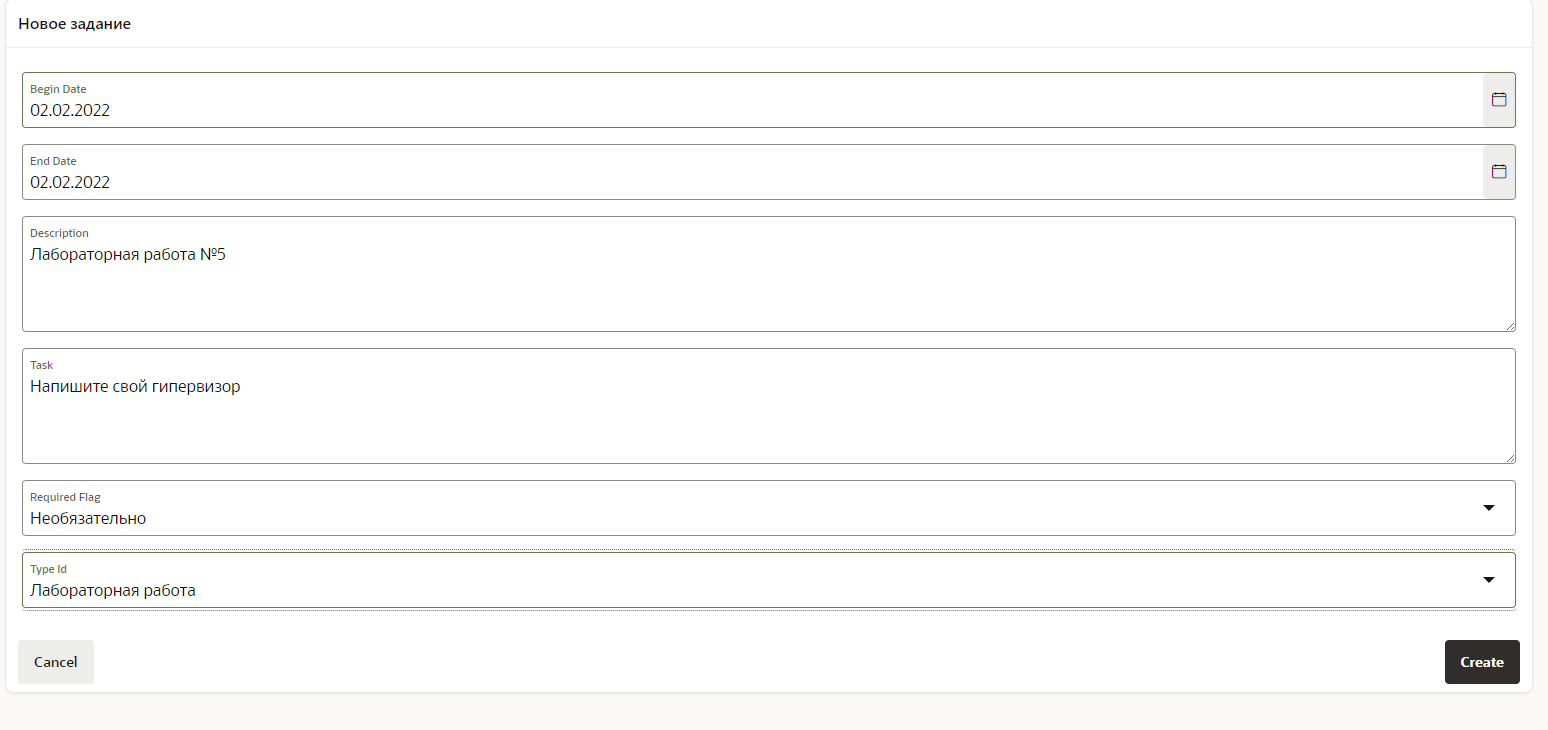 Новое задание
Begin Date
02.02.2022
End Date
02.02.2022
Description
Лабораторная работа №5
Task
Напишите свой гипервизор
Required Flag
Необязательно
Type Id
Лабораторная работа
Cancel
Create